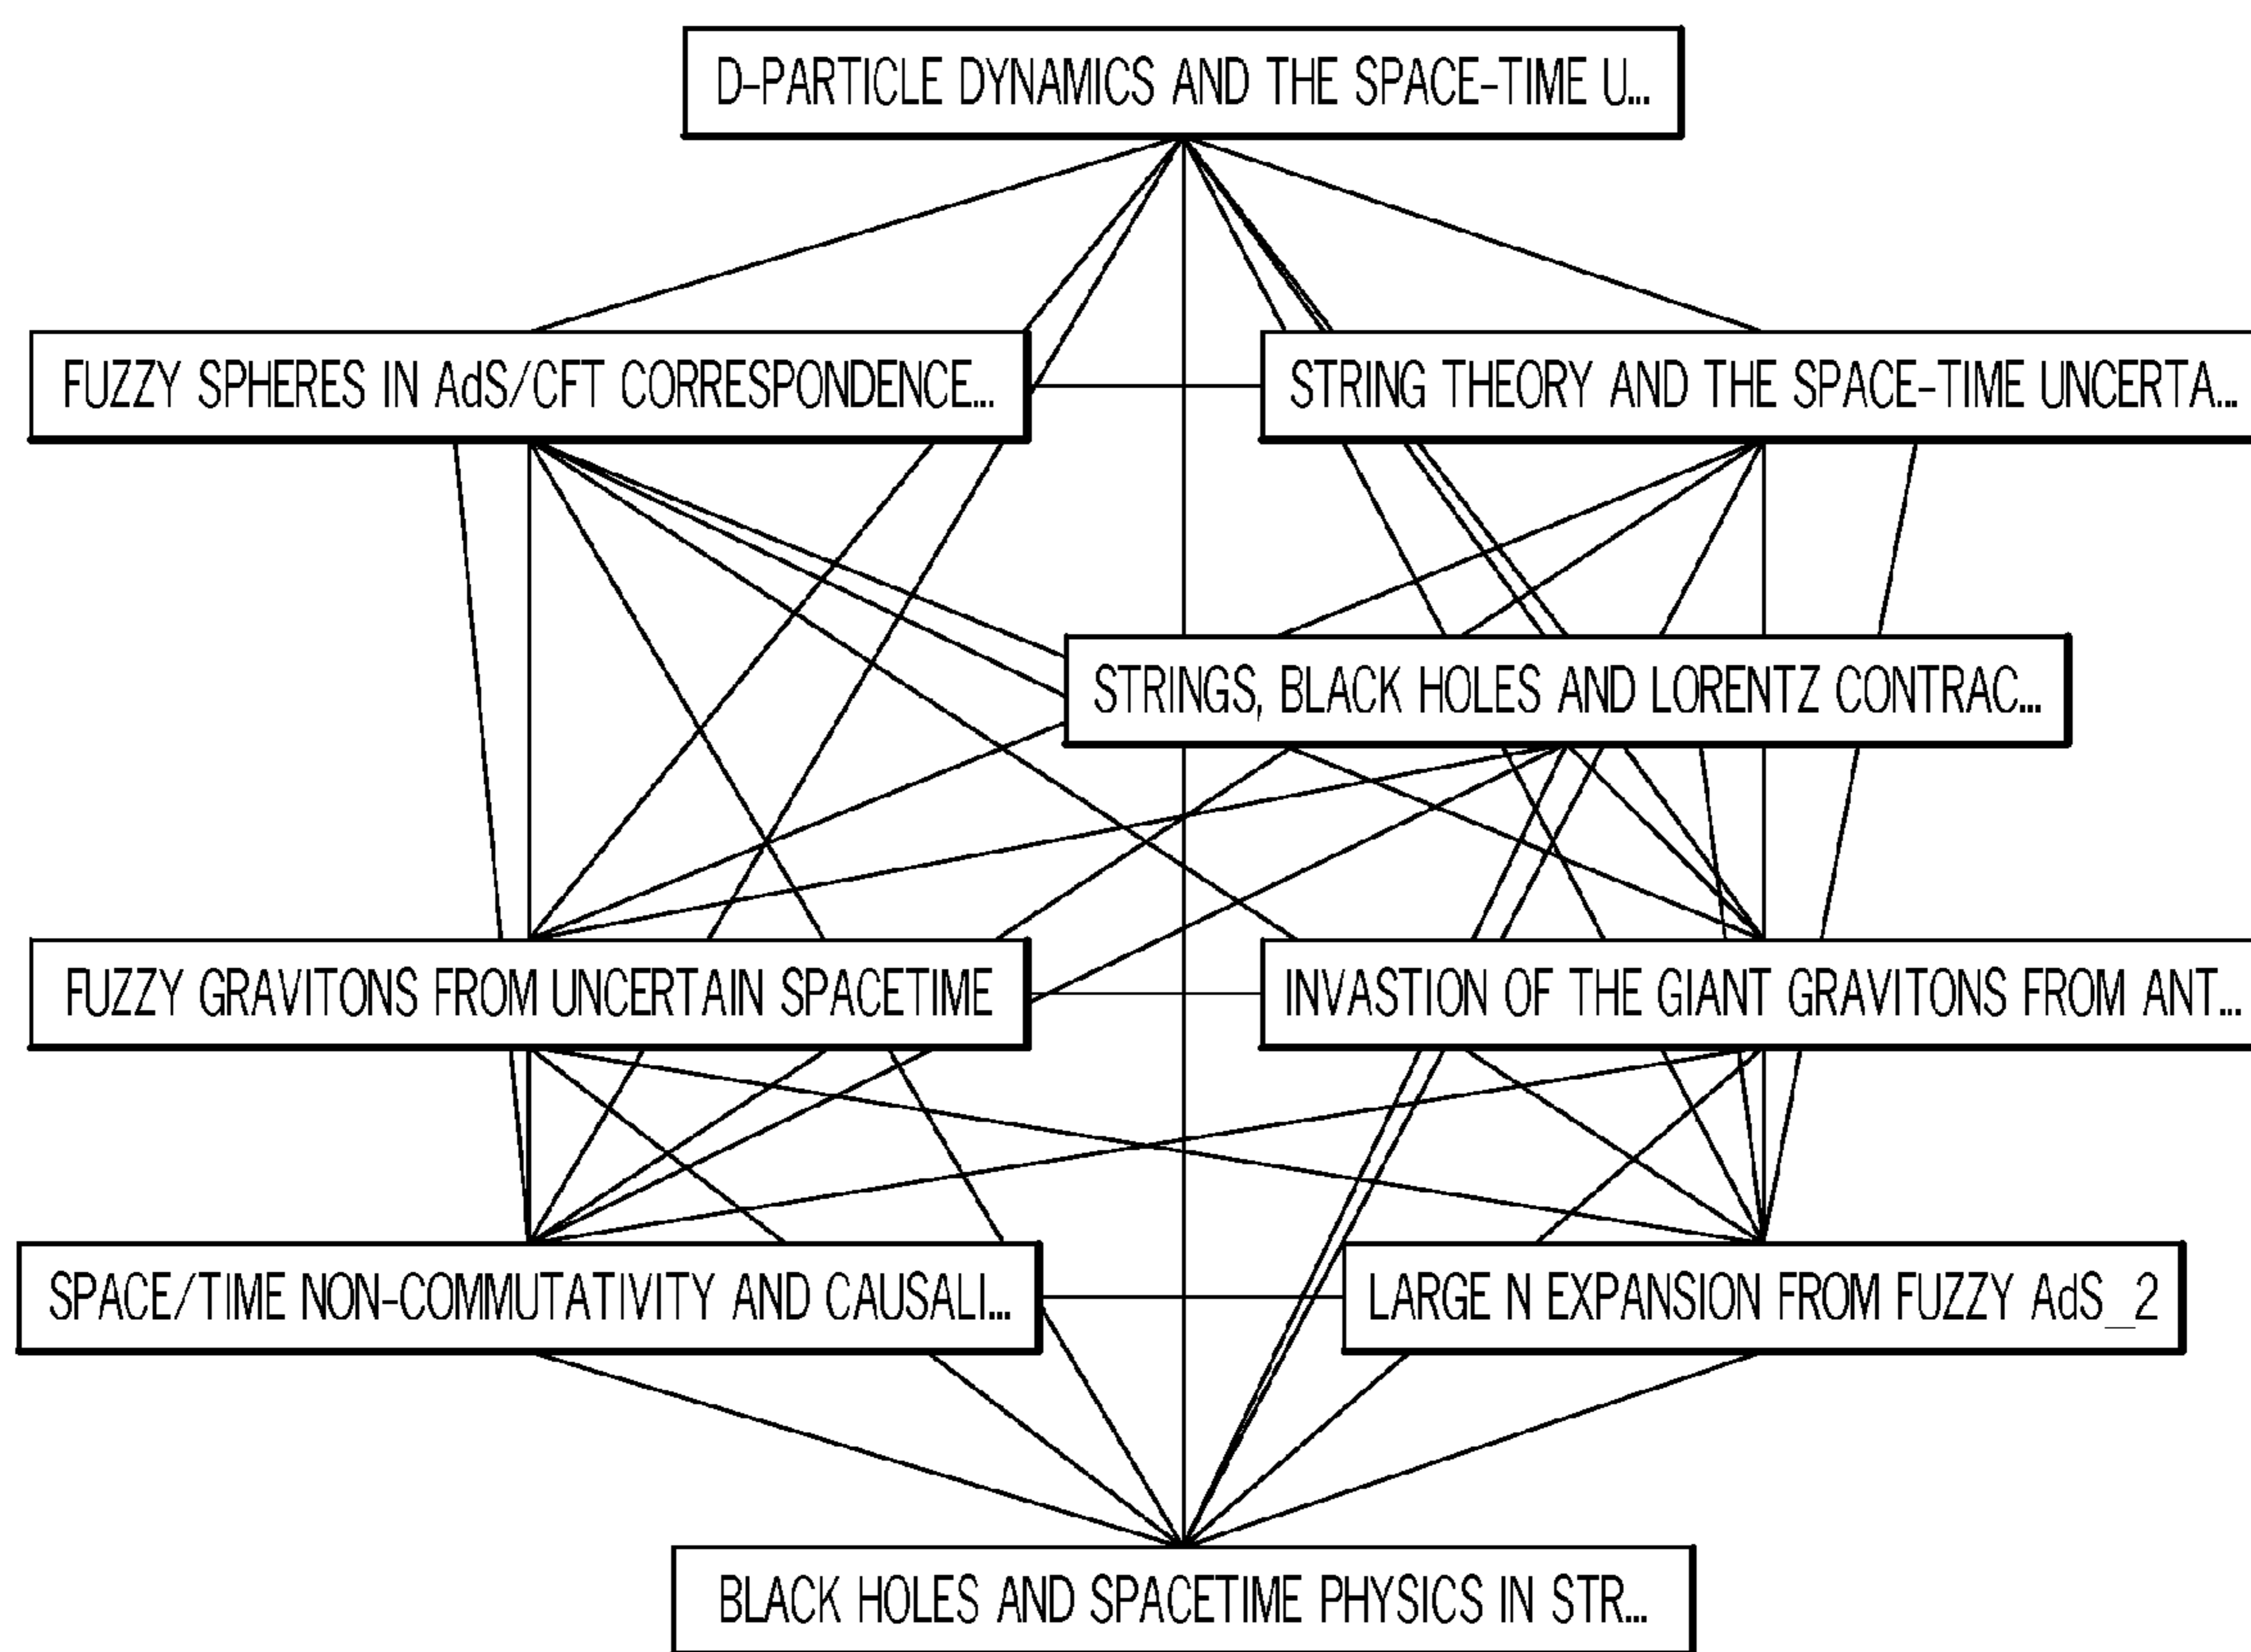 D-PARTICLE DYNAMICS AND THE SPACE-TIME U...
FUZZY SPHERES IN AdS/CFT CORRESPONDENCE...
STRING THEORY AND THE SPACE-TIME UNCERTA...
STRINGS, BLACK HOLES AND LORENTZ CONTRAC...
FUZZY GRAVITONS FROM UNCERTAIN SPACETIME
INVASTION OF THE GIANT GRAVITONS FROM ANT...
SPACE/TIME NON-COMMUTATIVITY AND CAUSALI...
LARGE N EXPANSION FROM FUZZY AdS_2
BLACK HOLES AND SPACETIME PHYSICS IN STR...